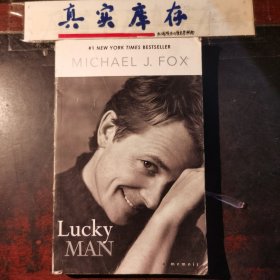 真实库存
#1 NEW YORK TIMES BESTSELLER
MICHAEL J. FOX
Lucky
MAN
a memoir